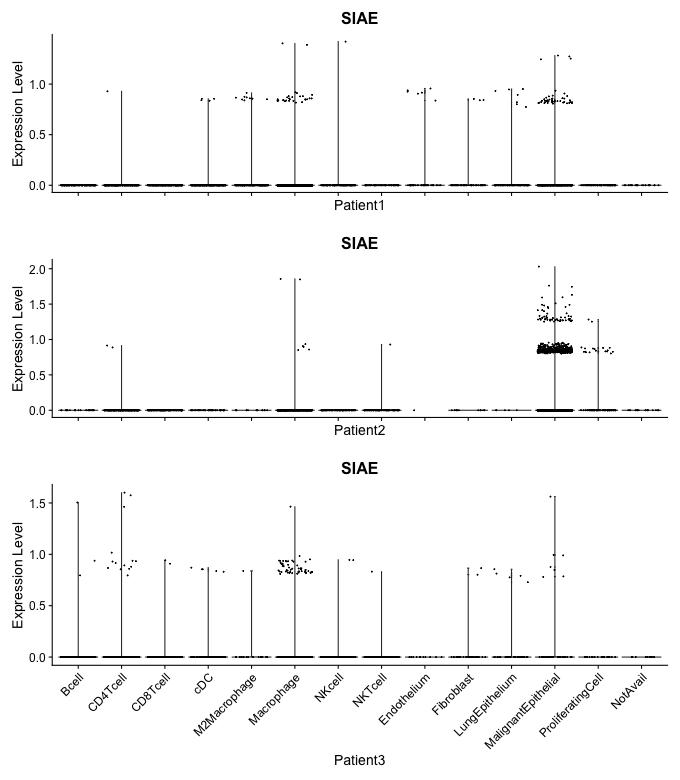 SIAE
Expression Level
1.0
0.5
0.0
Patient1
SIAE
Expression Level
2.0
1.5
1.0
0.5
0.0
Patient2
SIAE
Expression Level
1.5
1.0
0.5
0.0
Bcell
CD4Tcell
CD8Tcell
cDC
M2Macrophage
Macrophage
NKcell
NKTcell
Endothelium
Fibroblast
LungEpithelium
MalignantEpithelial
ProliferatingCell
NotAvail
Patient3